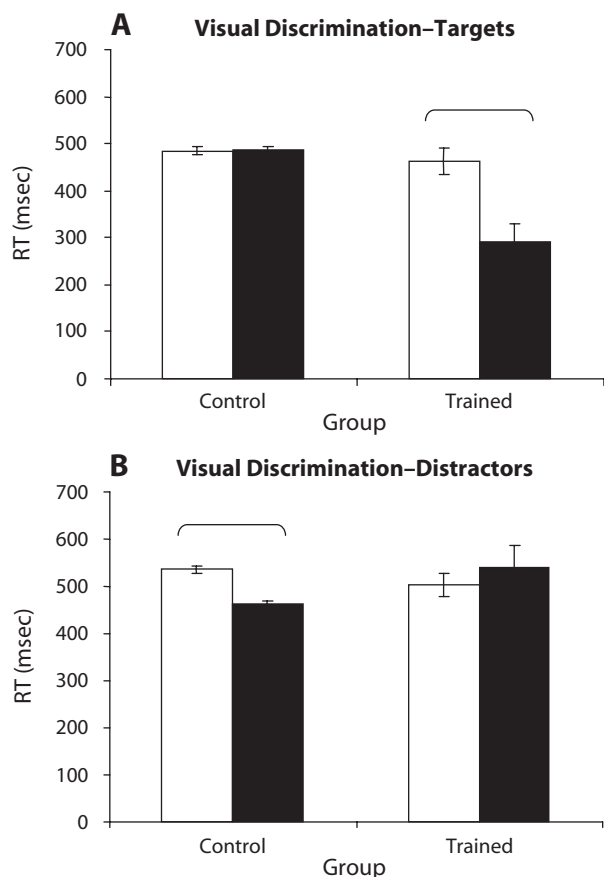 A Visual Discrimination–Targets
700
600
500
400
300
200
100
0
RT (msec)
Control Trained
Group
B Visual Discrimination–Distractors
700
600
500
400
300
200
100
0
RT (msec)
Control Trained
Group